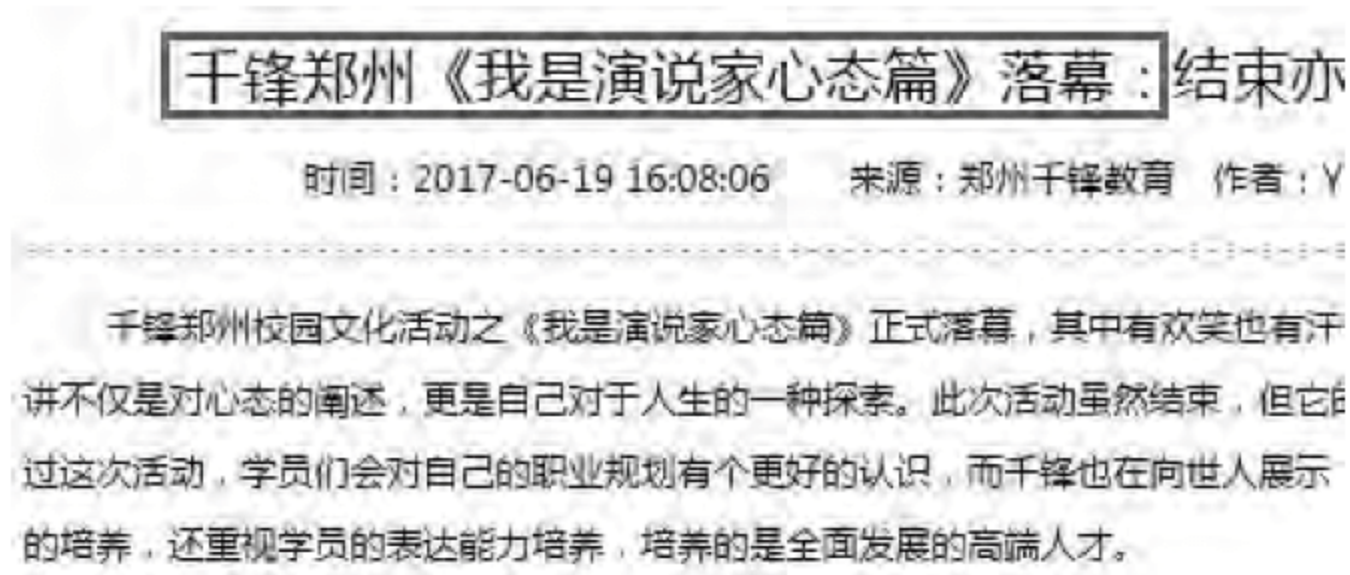 千锋郑州《我是演说家心态篇》落幕：结束亦
时间：2017-06-19 16:08:06 来源：郑州千锋教育 作者：Y
千锋郑州校园文化活动之《我是演说家心态篇》正式落幕，其中有欢笑也有汗
讲不仅是对心态的阐述，更是自己对于人生的一种探索。此次活动虽然结束，但它的
过这次活动，学员们会对自己的职业规划有个更好的认识，而千锋也在向世人展示
的培养，还重视学员的表达能力培养，培养的是全面发展的高端人才。